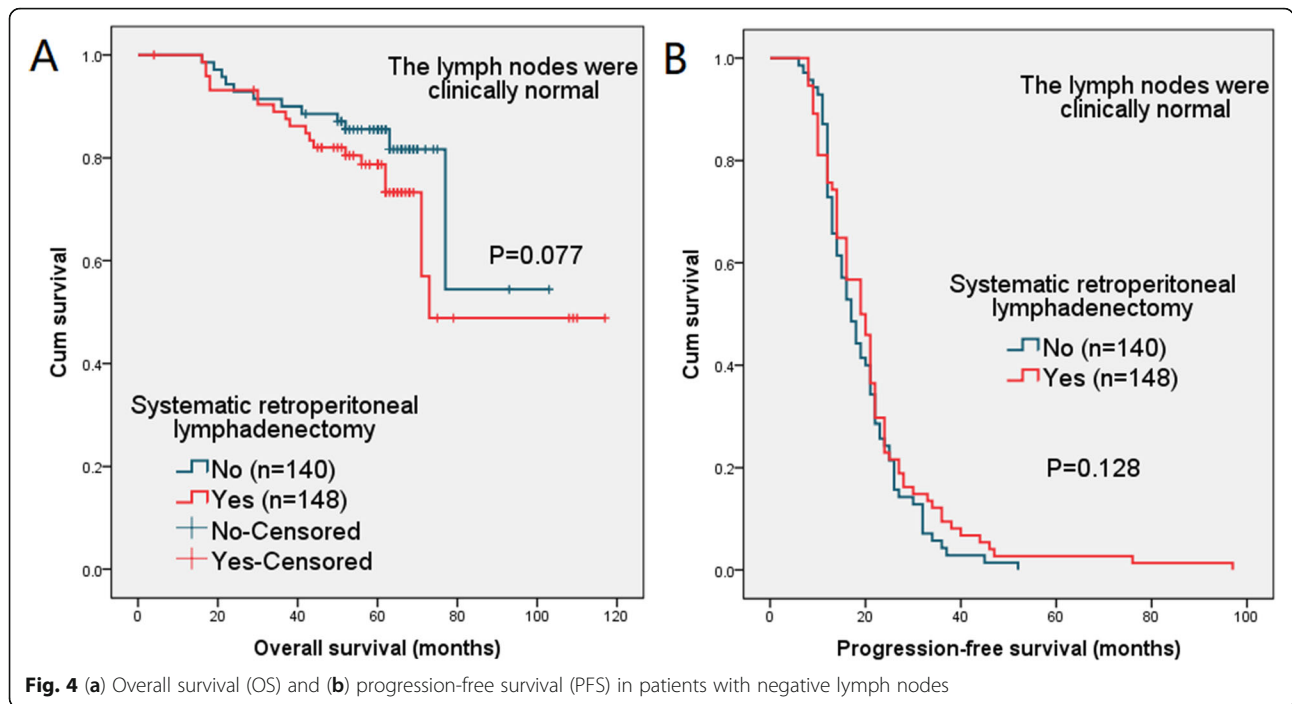 A
The lymph nodes were
clinically normal
1.0
0.8
0.6
0.4
0.2
0.0
Cum survival
P=0.077
Systematic retroperitoneal
lymphadenectomy
No (n=140)
Yes (n=148)
No-Censored
Yes-Censored
0 20 40 60 80 100 120
Overall survival (months)
B
The lymph nodes were
clinically normal
1.0
0.8
0.6
0.4
0.2
0.0
Cum survival
Systematic retroperitoneal
lymphadenectomy
No (n=140)
Yes (n=148)
P=0.128
0 20 40 60 80 100
Progression-free survival (months)
Fig. 4 (a) Overall survival (OS) and (b) progression-free survival (PFS) in patients with negative lymph nodes